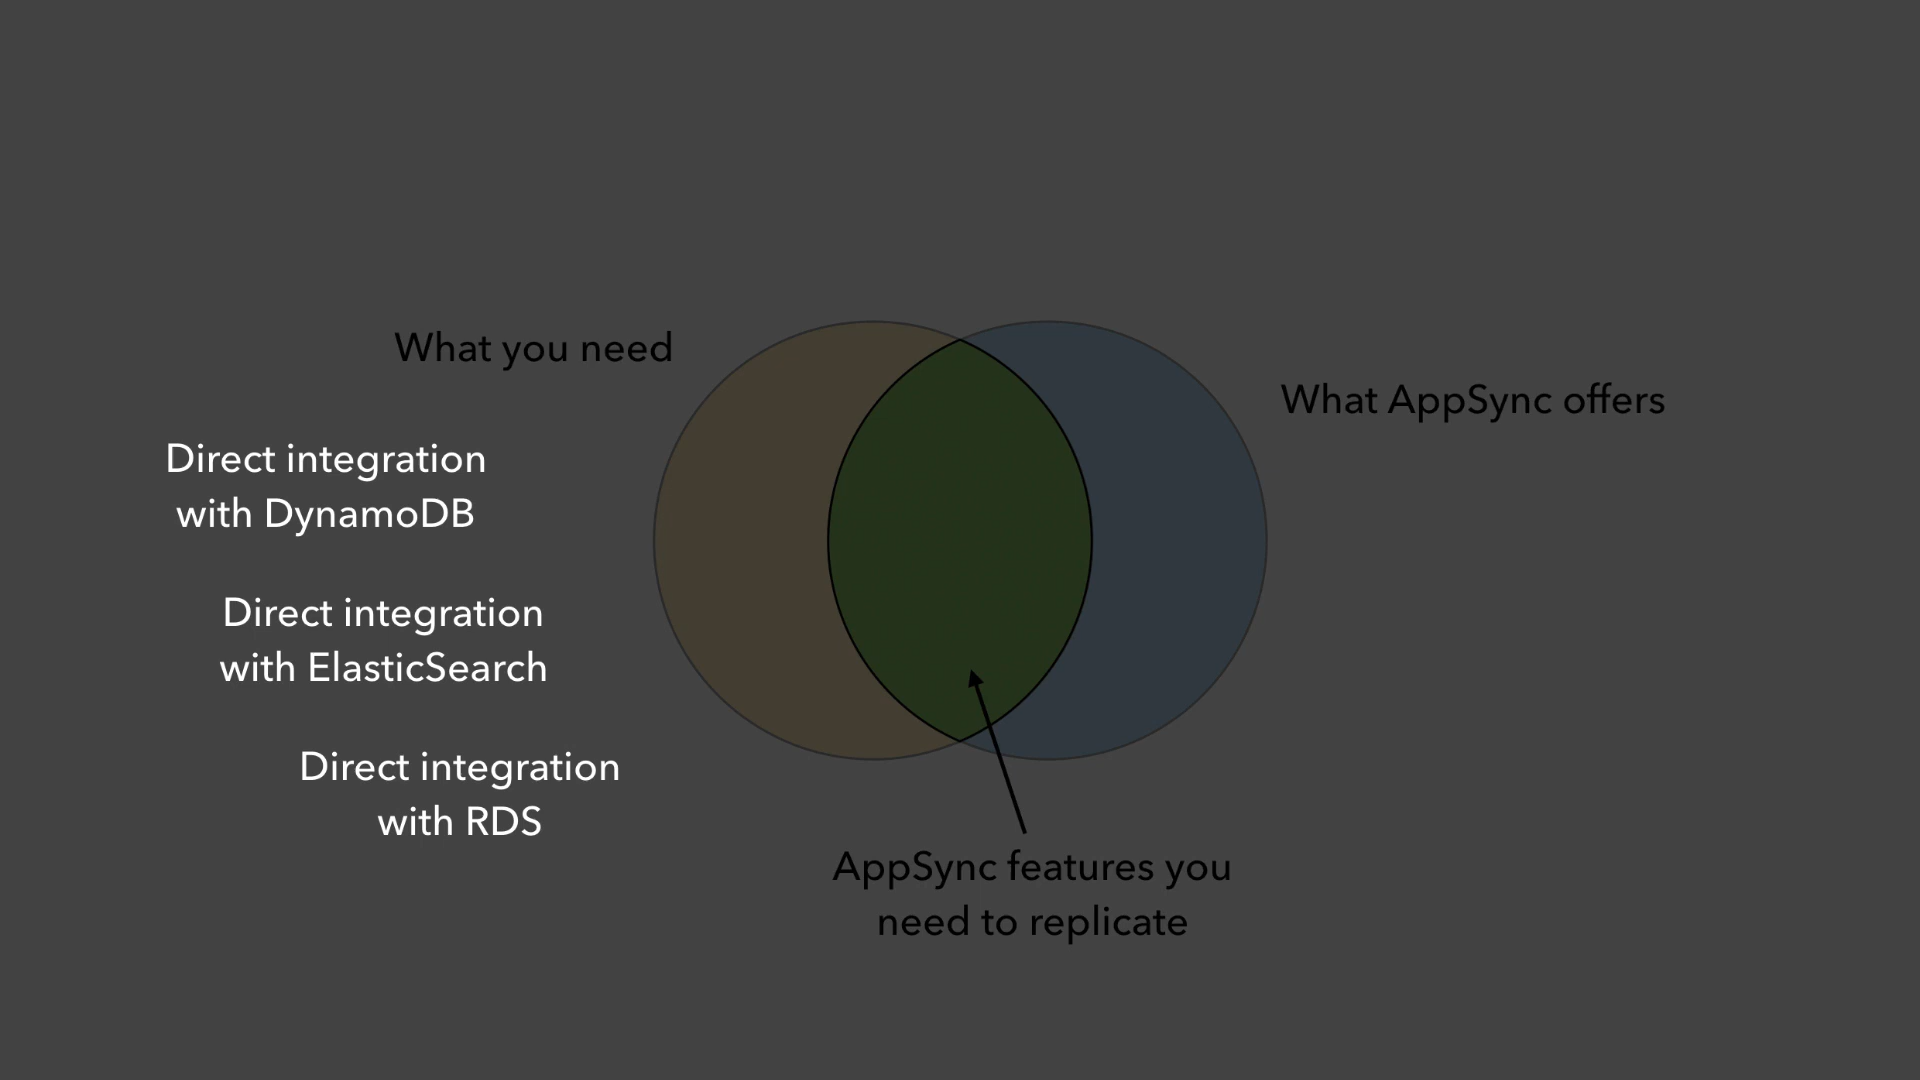 What you need
What AppSync offers
Direct integration
with DynamoDB
Direct integration
with ElasticSearch
Direct integration
with RDS
AppSync features you
need to replicate